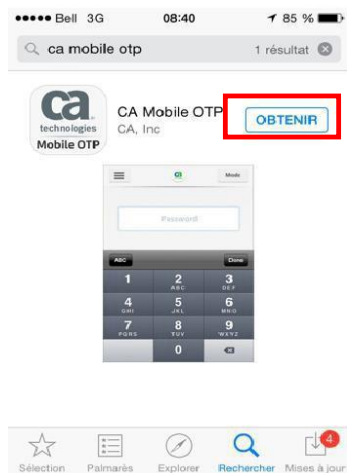 Bell 3G 08:40 85 %
ca mobile otp 1 résultat
ca
technologies
Mobile OTP
CA Mobile OTP
CA, Inc
OBTENIR
ca Mode
Password
ABC Done
1 2 3
ABC DEF
4 5 6
GHI JKL MNO
7 8 9
PQRS TUV WXYZ
0
4
Sélection Palmarès Explorer Rechercher Mises à jour